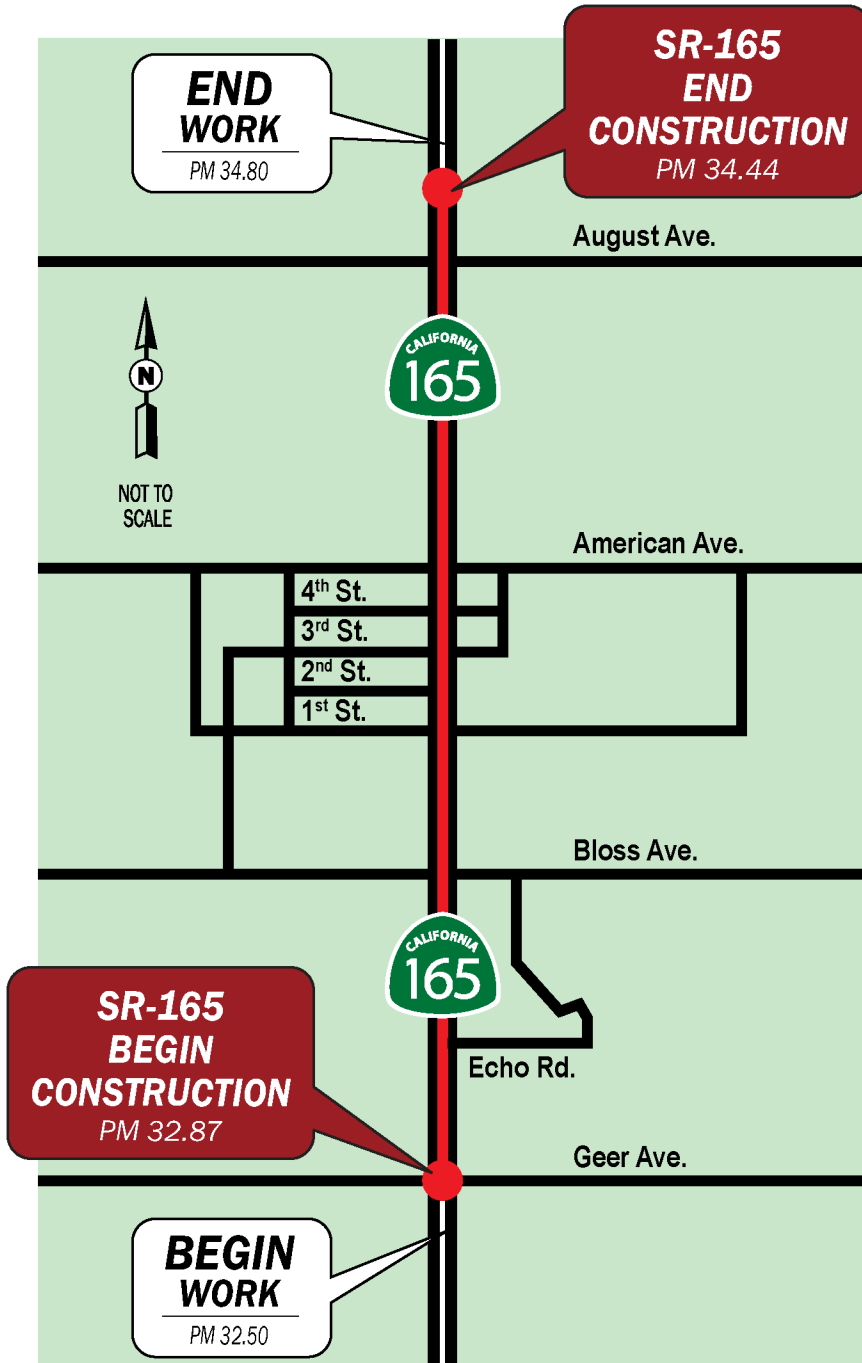 END
WORK
PM 34.80
SR-165
END
CONSTRUCTION
PM 34.44
August Ave.
CALIFORNIA
165
N
NOT TO
SCALE
American Ave.
4th St.
3rd St.
2nd St.
1st St.
Bloss Ave.
CALIFORNIA
165
SR-165
BEGIN
CONSTRUCTION
PM 32.87
Echo Rd.
Geer Ave.
BEGIN
WORK
PM 32.50